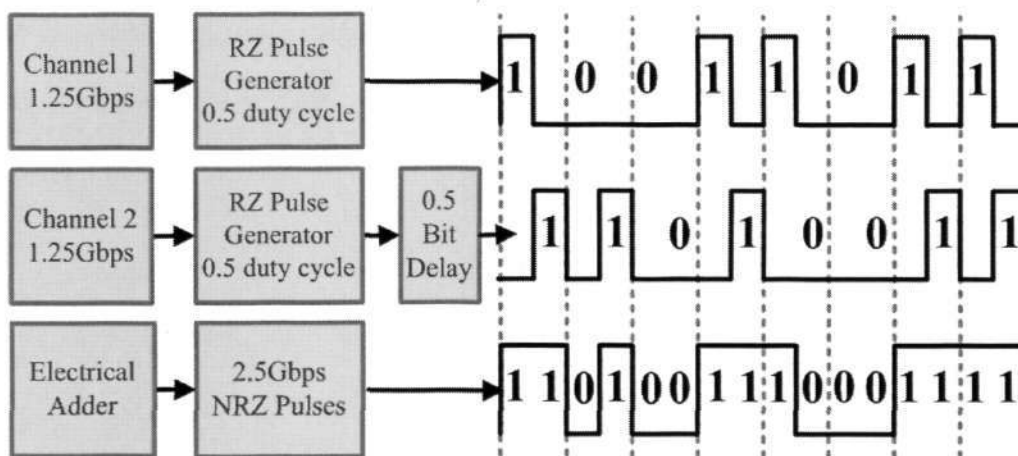 Channel 1
1.25Gbps
RZ Pulse
Generator
0.5 duty cycle
1 0 0 1 1 0 1 1
Channel 2
1.25Gbps
RZ Pulse
Generator
0.5 duty cycle
0.5
Bit
Delay
1 1 0 1 0 0 1 1
Electrical
Adder
2.5Gbps
NRZ Pulses
1 1 0 1 0 0 1 1 1 0 0 0 1 1 1 1